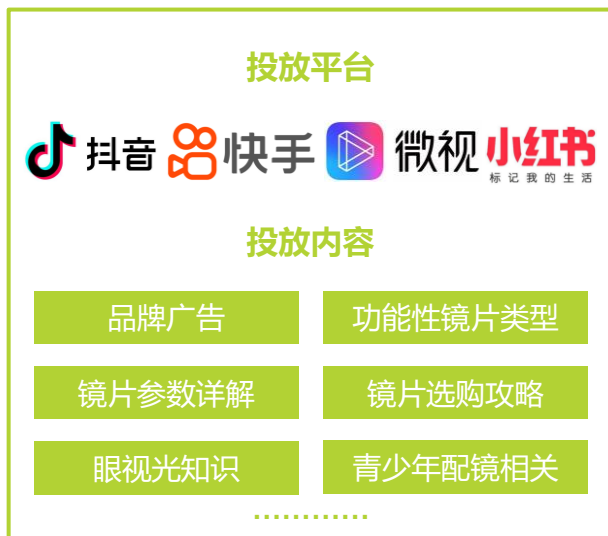 投放平台
抖音 快手 微视 小红书
标记我的生活
投放内容
品牌广告 功能性镜片类型
镜片参数详解 镜片选购攻略
眼视光知识 青少年配镜相关
…………